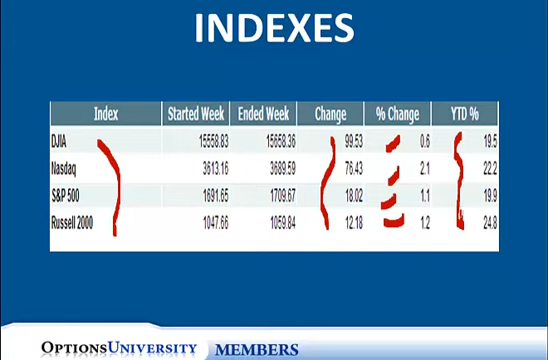 INDEXES
Index Started Week Ended Week Change % Change YTD %
DJIA 15558.83 15658.36 99.53 0.6 19.5
Nasdaq 3613.16 3689.59 76.43 2.1 22.2
S&P 500 1691.65 1709.67 18.02 1.1 19.9
Russell 2000 1047.66 1059.84 12.18 1.2 24.8
OPTIONSUNIVERSITY MEMBERS